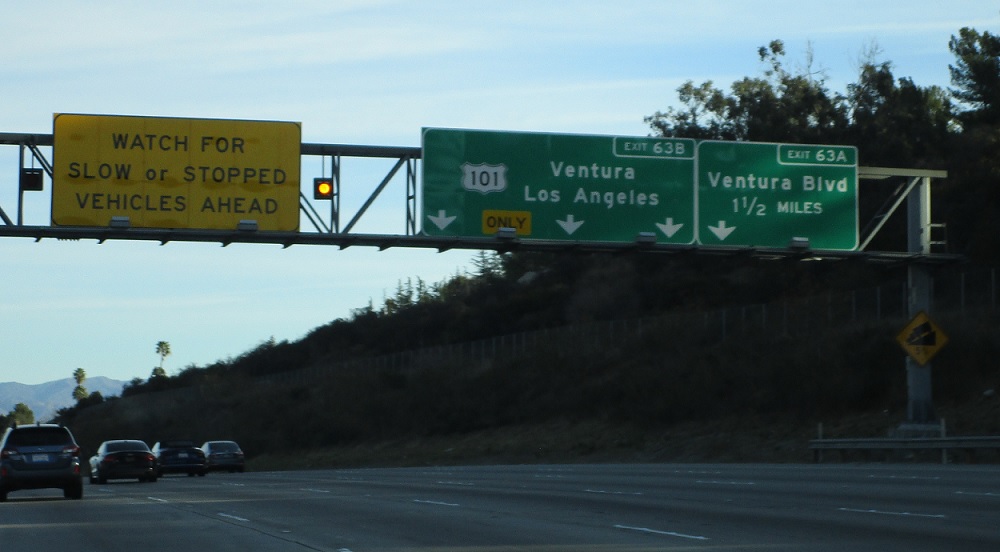 WATCH FOR
SLOW or STOPPED
VEHICLES AHEAD
EXIT 63B
101
Ventura
Los Angeles
ONLY
EXIT 63A
Ventura Blvd
1 1/2 MILES